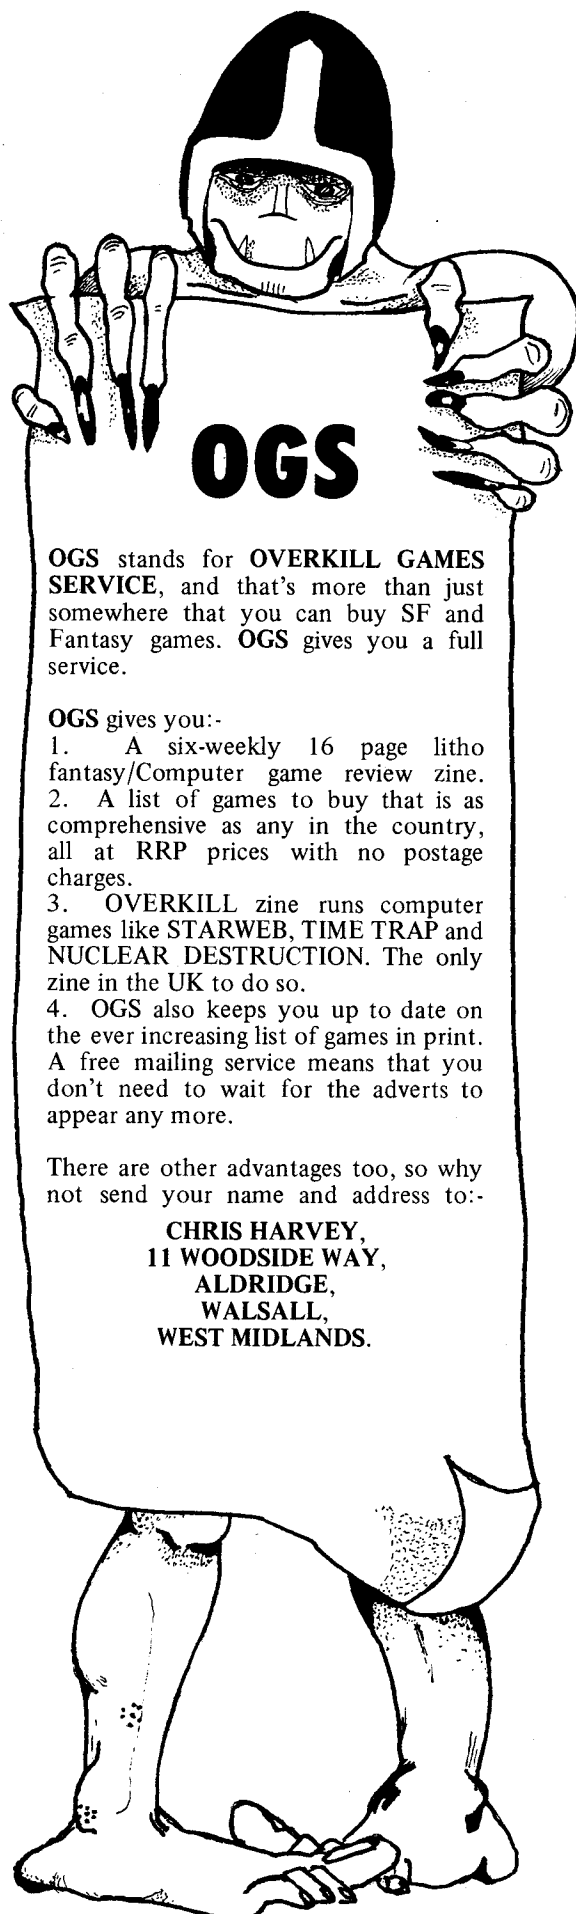 OGS
OGS stands for OVERKILL GAMES
SERVICE, and that's more than just
somewhere that you can buy SF and
Fantasy games. OGS gives you a full
service.
OGS gives you:-
1. A six-weekly 16 page litho
fantasy/Computer game review zine.
2. A list of games to buy that is as
comprehensive as any in the country,
all at RRP prices with no postage
charges.
3. OVERKILL zine runs computer
games like STARWEB, TIME TRAP and
NUCLEAR DESTRUCTION. The only
zine in the UK to do so.
4. OGS also keeps you up to date on
the ever increasing list of games in print.
A free mailing service means that you
don't need to wait for the adverts to
appear any more.
There are other advantages too, so why
not send your name and address to:-
CHRIS HARVEY,
11 WOODSIDE WAY,
ALDRIDGE,
WALSALL,
WEST MIDLANDS.